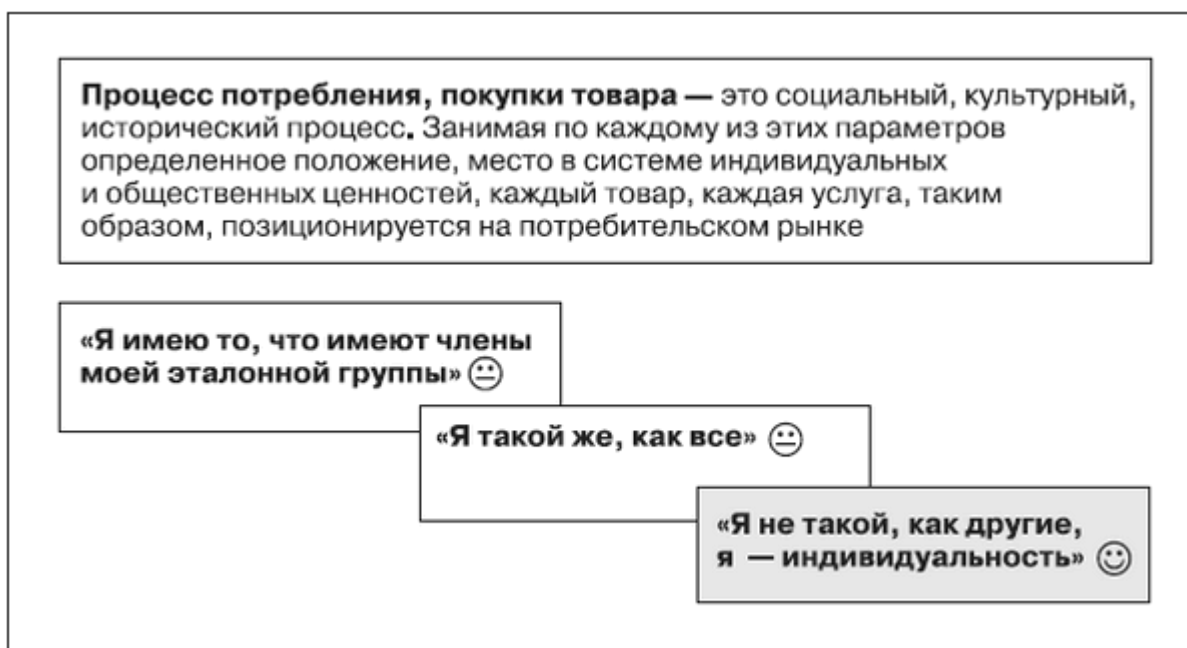 Процесс потребления, покупки товара — это социальный, культурный,
исторический процесс. Занимая по каждому из этих параметров
определенное положение, место в системе индивидуальных
и общественных ценностей, каждый товар, каждая услуга, таким
образом, позиционируется на потребительском рынке
«Я имею то, что имеют члены
моей эталонной группы»
«Я такой же, как все»
«Я не такой, как другие,
я — индивидуальность»